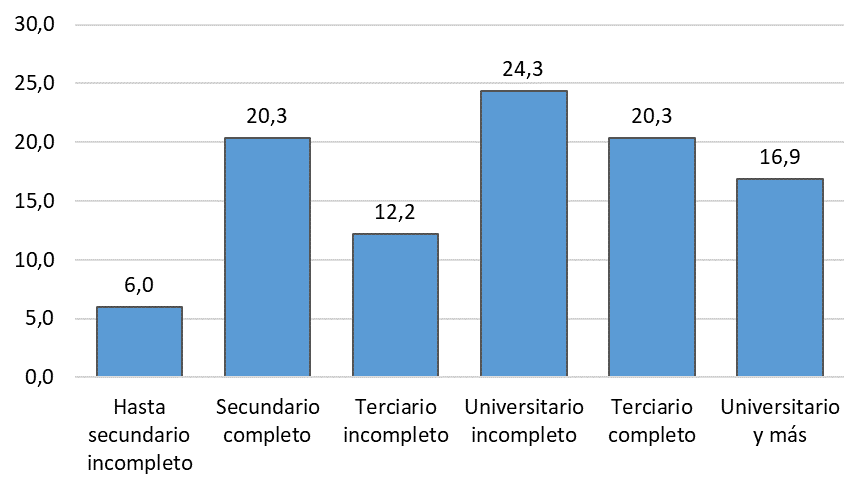 30,0
25,0
20,0
15,0
10,0
5,0
0,0
6,0
20,3
12,2
24,3
20,3
16,9
Hasta
secundario
incompleto
Secundario
completo
Terciario
incompleto
Universitario
incompleto
Terciario
completo
Universitario
y más